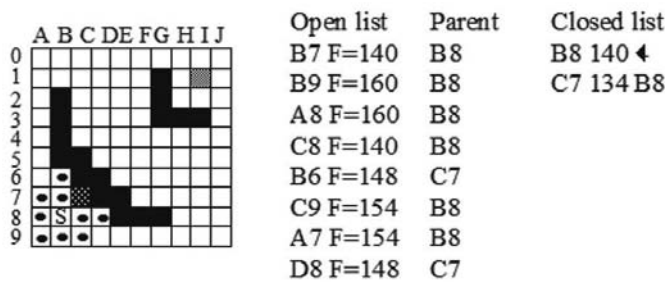 Open list Parent Closed list
A B C D E F G H I J
0 B7 F=140 B8 B8 140
1 B9 F=160 B8 C7 134 B8
2 A8 F=160 B8
3 C8 F=140 B8
4
5 B6 F=148 C7
6 C9 F=154 B8
7 A7 F=154 B8
8 S D8 F=148 C7
9